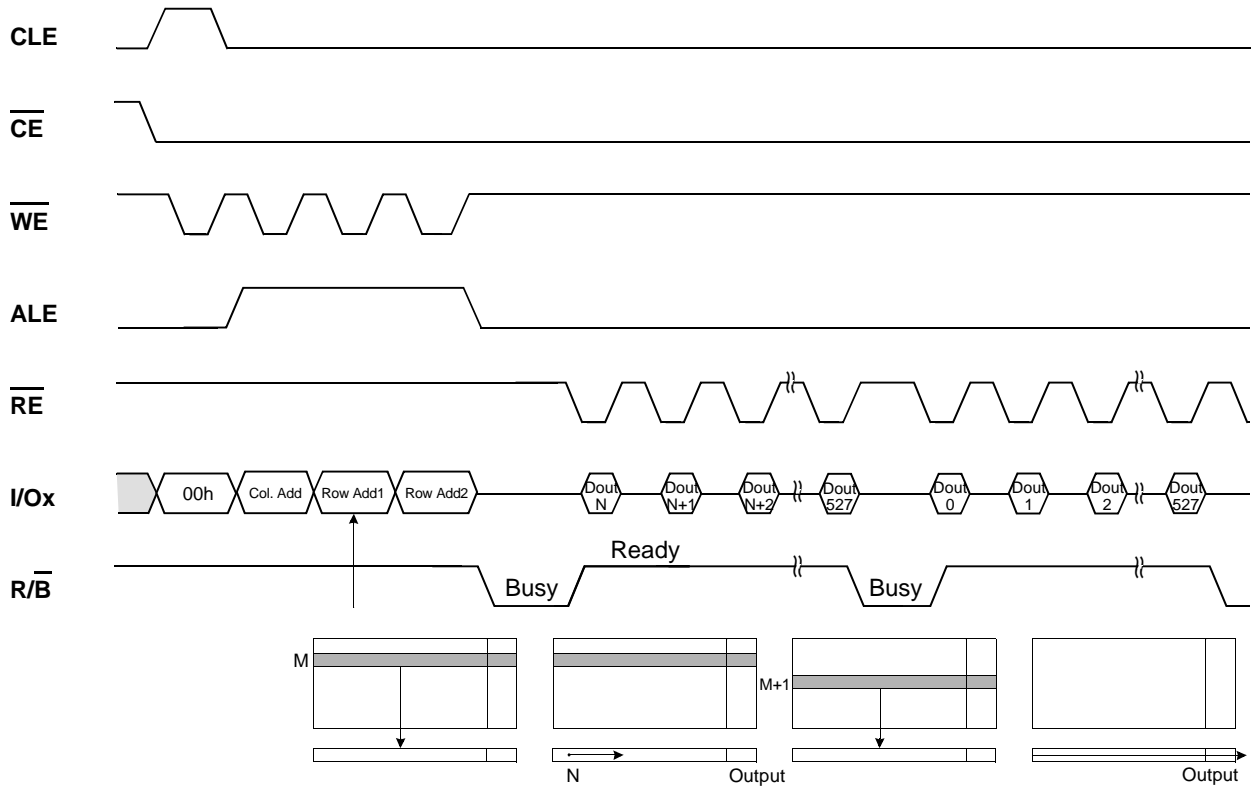 CLE
CE
WE
ALE
RE
I/Ox
00h
Col. Add
Row Add1
Row Add2
Dout
N
Dout
N+1
Dout
N+2
Dout
527
Dout
0
Dout
1
Dout
2
Dout
527
R/B
Busy
Ready
Busy
M
M+1
N
Output
Output